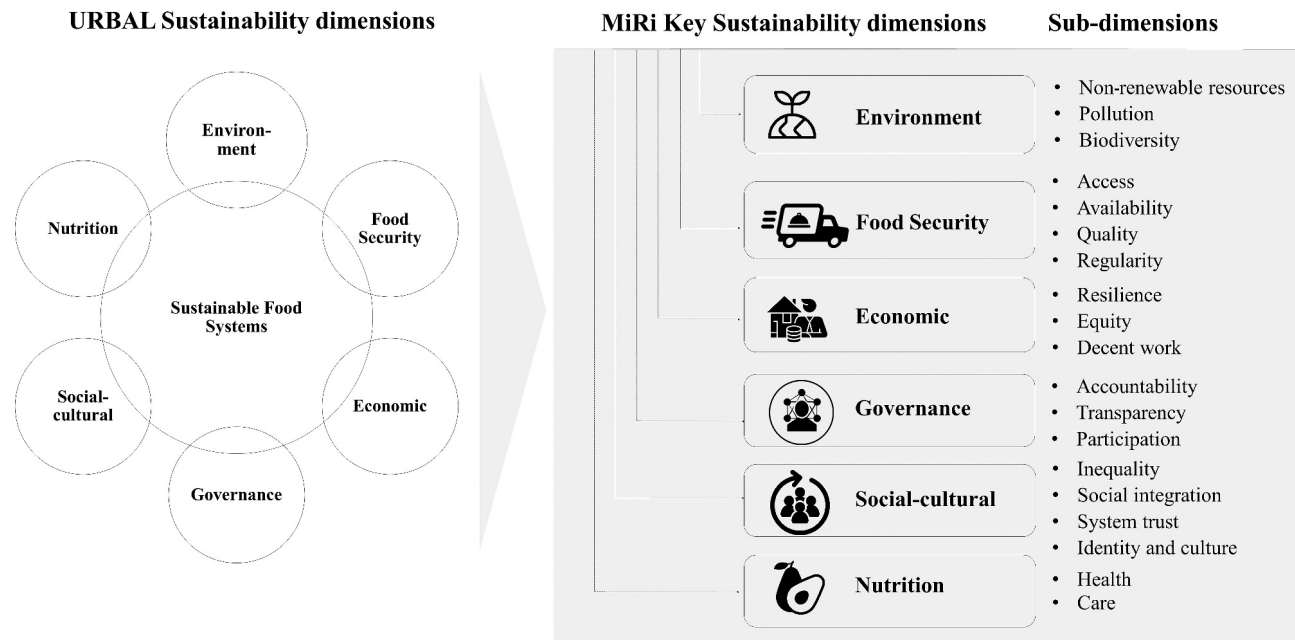 URBAL Sustainability dimensions
Environ-
ment
Nutrition
Food
Security
Sustainable Food
Systems
Social-
cultural
Economic
Governance
MiRi Key Sustainability dimensions
Sub-dimensions
Environment
• Non-renewable resources
• Pollution
• Biodiversity
Food Security
• Access
• Availability
• Quality
• Regularity
Economic
• Resilience
• Equity
• Decent work
Governance
• Accountability
• Transparency
• Participation
Social-cultural
• Inequality
• Social integration
• System trust
• Identity and culture
Nutrition
• Health
• Care